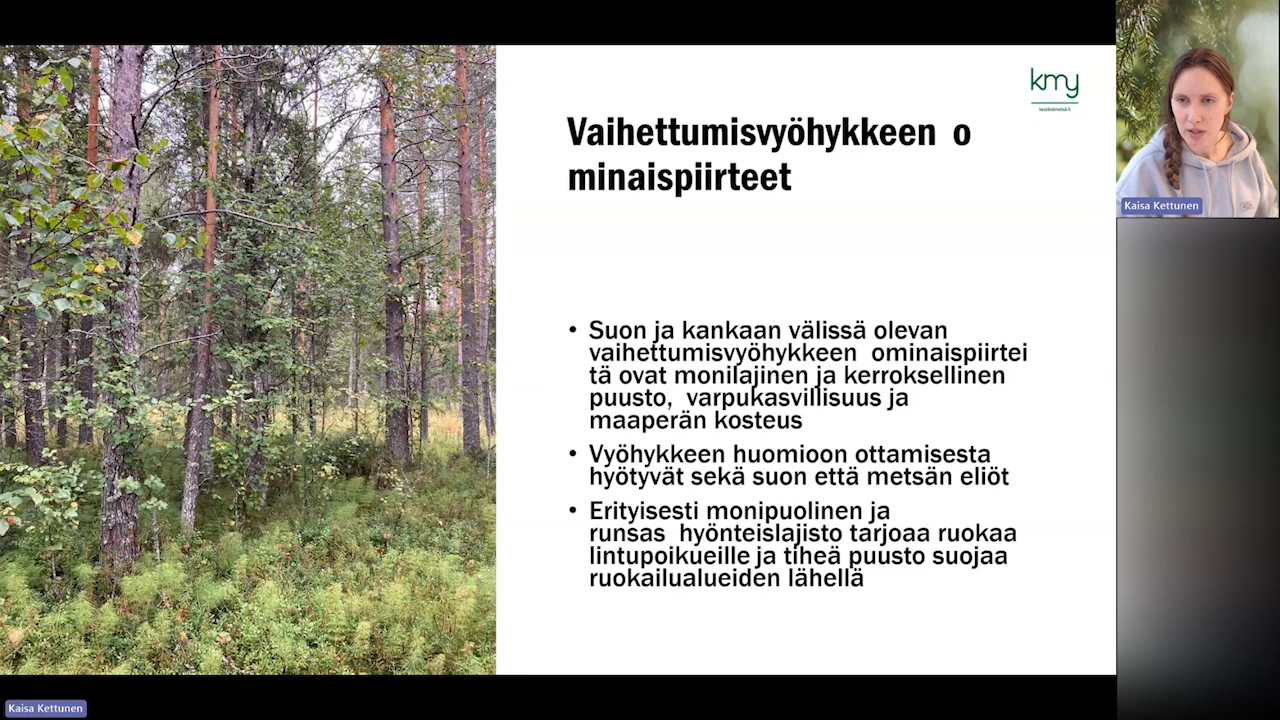 kmy
kestävämetsä.fi
Vaihettumisvyöhykkeen o
minaispiirteet
• Suon ja kankaan välissä olevan
vaihettumisvyöhykkeen ominaispiirtei
tä ovat monilajinen ja kerroksellinen
puusto, varpukasvillisuus ja
maaperän kosteus
• Vyöhykkeen huomioon ottamisesta
hyötyvät sekä suon että metsän eliöt
• Erityisesti monipuolinen ja
runsas hyönteislajisto tarjoaa ruokaa
lintupoikueille ja tiheä puusto suojaa
ruokailualueiden lähellä
Kaisa Kettunen
Kaisa Kettunen